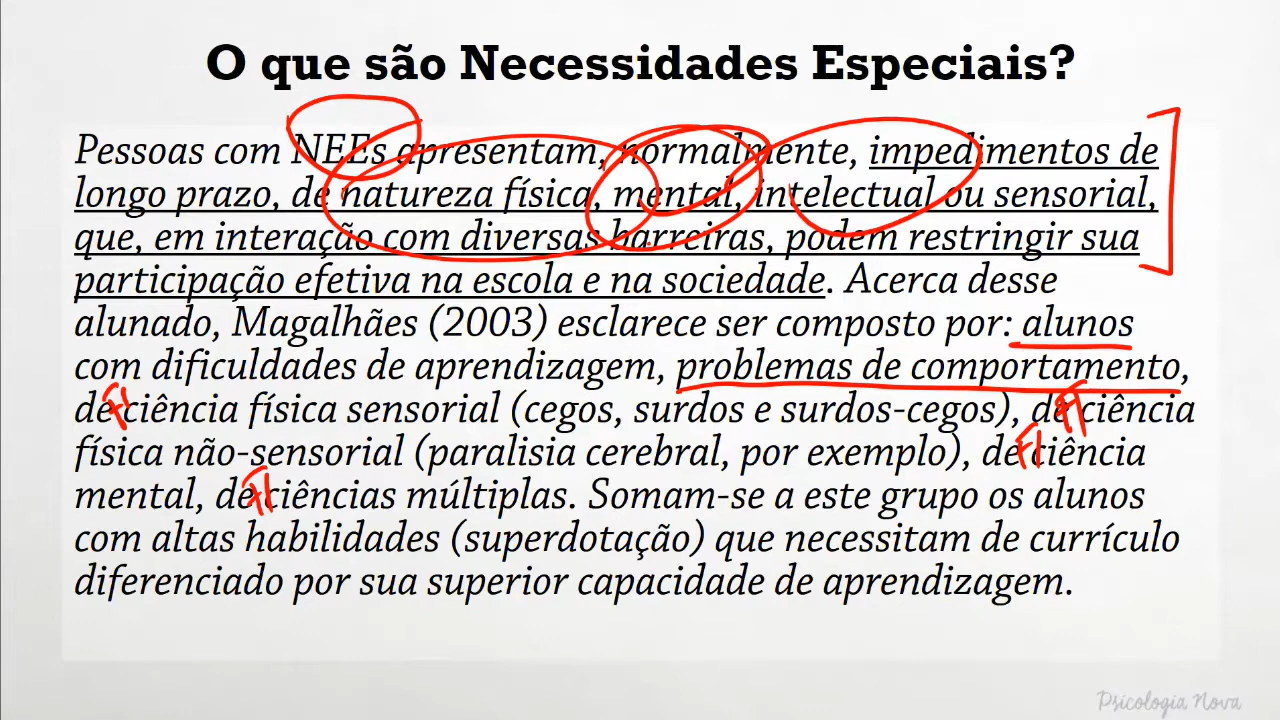 O que são Necessidades Especiais?
Pessoas com NEEs apresentam, normalmente, impedimentos de
longo prazo, de natureza física, mental, intelectual ou sensorial,
que, em interação com diversas barreiras, podem restringir sua
participação efetiva na escola e na sociedade. Acerca desse
alunado, Magalhães (2003) esclarece ser composto por: alunos
com dificuldades de aprendizagem, problemas de comportamento,
deFIciência física sensorial (cegos, surdos e surdos-cegos), deFIciência
física não-sensorial (paralisia cerebral, por exemplo), deFIciência
mental, deFIciências múltiplas. Somam-se a este grupo os alunos
com altas habilidades (superdotação) que necessitam de currículo
diferenciado por sua superior capacidade de aprendizagem.
Psicologia Nova